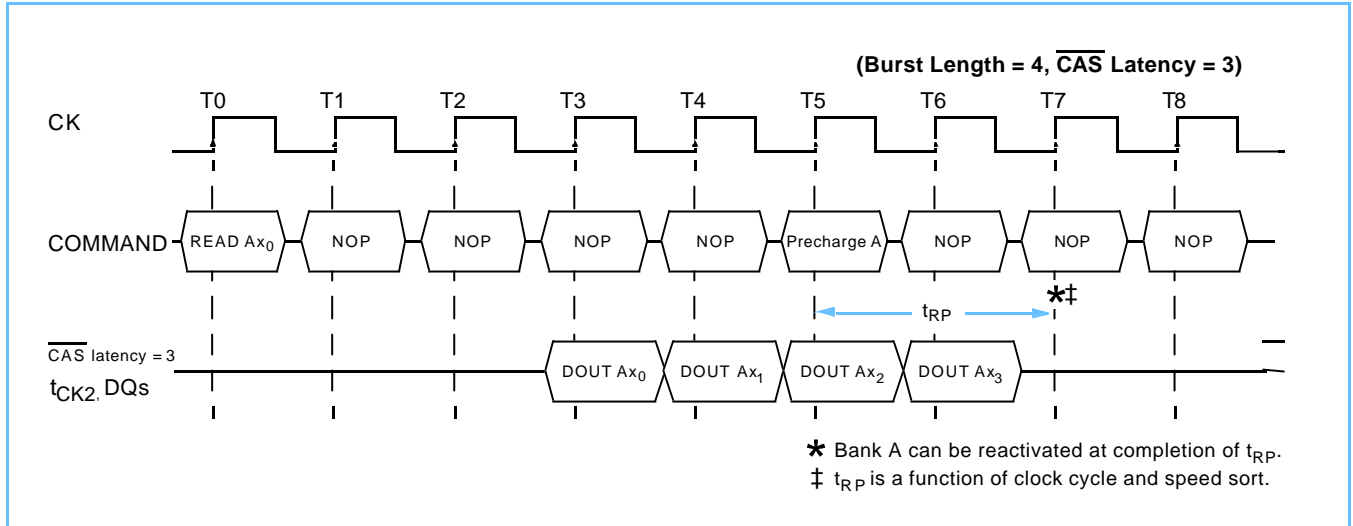 (Burst Length = 4, CAS Latency = 3)
T0 T1 T2 T3 T4 T5 T6 T7 T8
CK
COMMAND READ Ax0 NOP NOP NOP NOP Precharge A NOP NOP NOP
*‡
tRP
CAS latency = 3
tCK2, DQs DOUT Ax0 DOUT Ax1 DOUT Ax2 DOUT Ax3
* Bank A can be reactivated at completion of tRP.
‡ tRP is a function of clock cycle and speed sort.